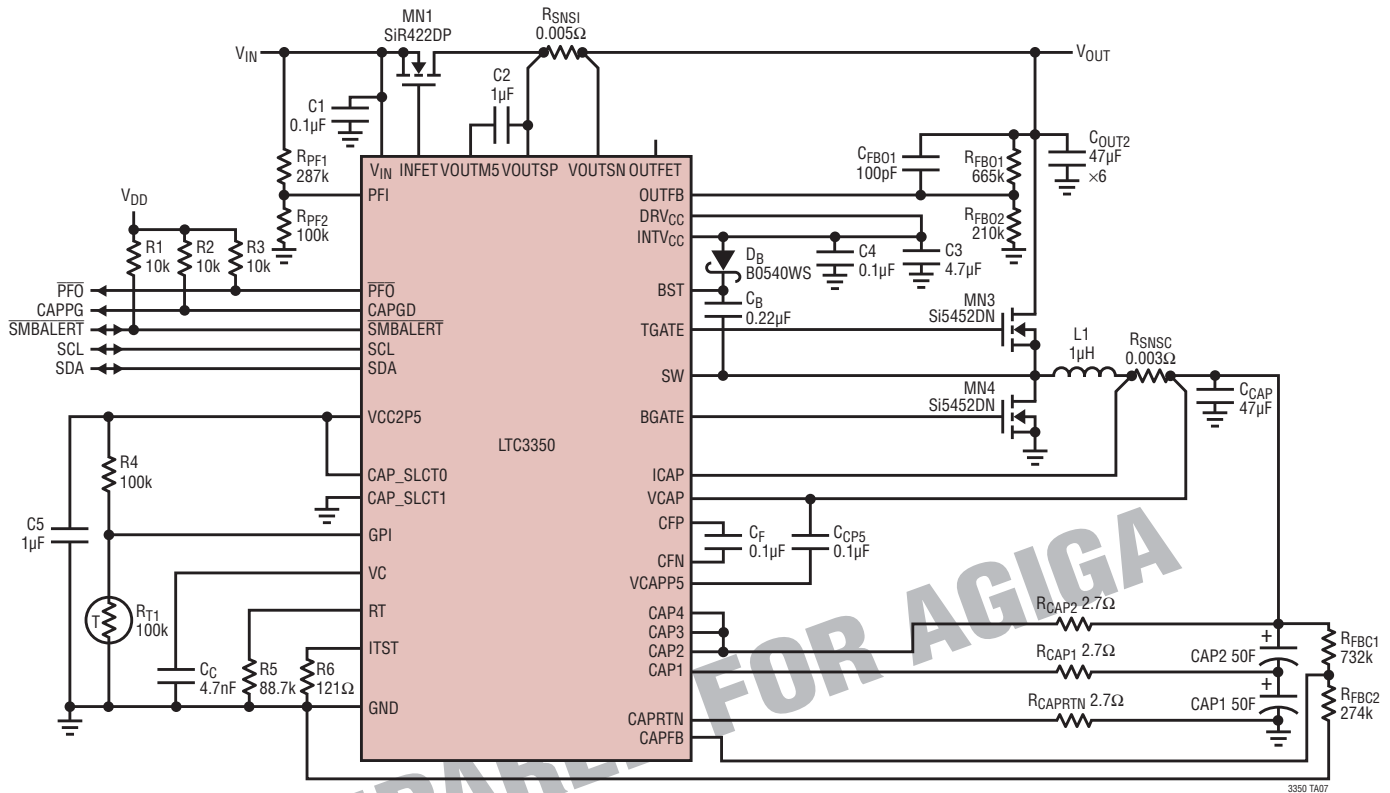 MN1
SiR422DP
RSNSI
0.005Ω
VIN
VOUT
C1
0.1µF
C2
1µF
RPF1
287k
RPF2
100k
VIN INFET VOUTM5 VOUTSP VOUTSN OUTFET
CFBO1
100pF
RFBO1
665k
COUT2
47µF
×6
RFBO2
210k
VDD
R1
10k
R2
10k
R3
10k
PFI
OUTFB
DRVCC
INTVCC
DB
B0540WS
C4
0.1µF
C3
4.7µF
PFO
CAPPG
SMBALERT
SCL
SDA
PFO
CAPGD
SMBALERT
SCL
SDA
BST
CB
0.22µF
TGATE
MN3
Si5452DN
SW
L1
1µH
RSNSC
0.003Ω
CCAP
47µF
BGATE
MN4
Si5452DN
VCC2P5
LTC3350
R4
100k
CAP_SLCT0
CAP_SLCT1
ICAP
VCAP
C5
1µF
GPI
CFP
CF
0.1µF
CCP5
0.1µF
CFN
VC
VCAPP5
T
RT1
100k
RT
CAP4
CAP3
CAP2
CAP1
RCAP2 2.7Ω
RCAP1 2.7Ω
+
CAP2 50F
+
CAP1 50F
RFBC1
732k
RFBC2
274k
ITST
CC
4.7nF
R5
88.7k
R6
121Ω
GND
CAPRTN
RCAPRTN 2.7Ω
CAPFB
FOR AGIGA
3350 TA07